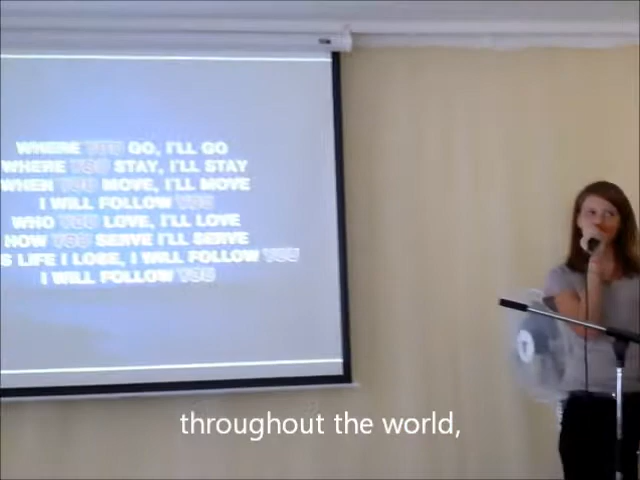 WHERE YOU GO, I'LL GO
WHERE YOU STAY, I'LL STAY
WHEN YOU MOVE, I'LL MOVE
I WILL FOLLOW YOU
WHO YOU LOVE, I'LL LOVE
HOW YOU SERVE I'LL SERVE
S LIFE I LOSE, I WILL FOLLOW YOU
I WILL FOLLOW YOU
throughout the world,